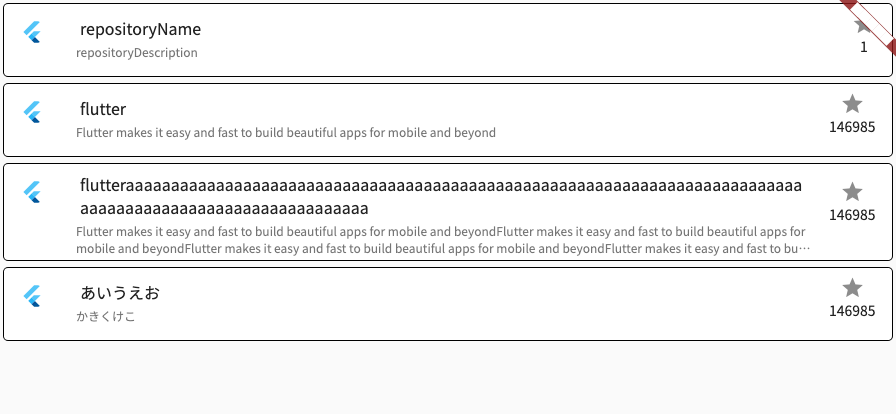 repositoryName
repositoryDescription
1
flutter
Flutter makes it easy and fast to build beautiful apps for mobile and beyond
146985
flutteraaaaaaaaaaaaaaaaaaaaaaaaaaaaaaaaaaaaaaaaaaaaaaaaaaaaaaaaaaaaaaaaaaaaaaaaaaa
aaaaaaaaaaaaaaaaaaaaaaaaaaaaaaaa
Flutter makes it easy and fast to build beautiful apps for mobile and beyondFlutter makes it easy and fast to build beautiful apps for
mobile and beyondFlutter makes it easy and fast to build beautiful apps for mobile and beyondFlutter makes it easy and fast to bu…
146985
あいうえお
かきくけこ
146985